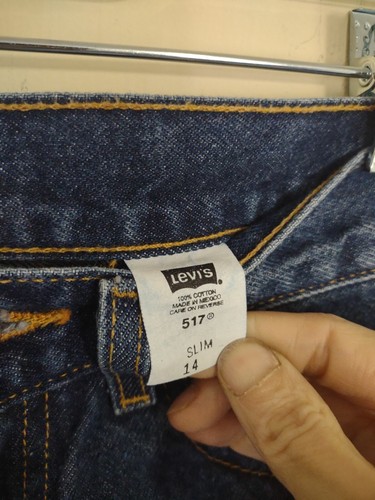 LEVI'S
100% COTTON
MADE IN MEXICO
CARE ON REVERSE
517®
SLIM
14